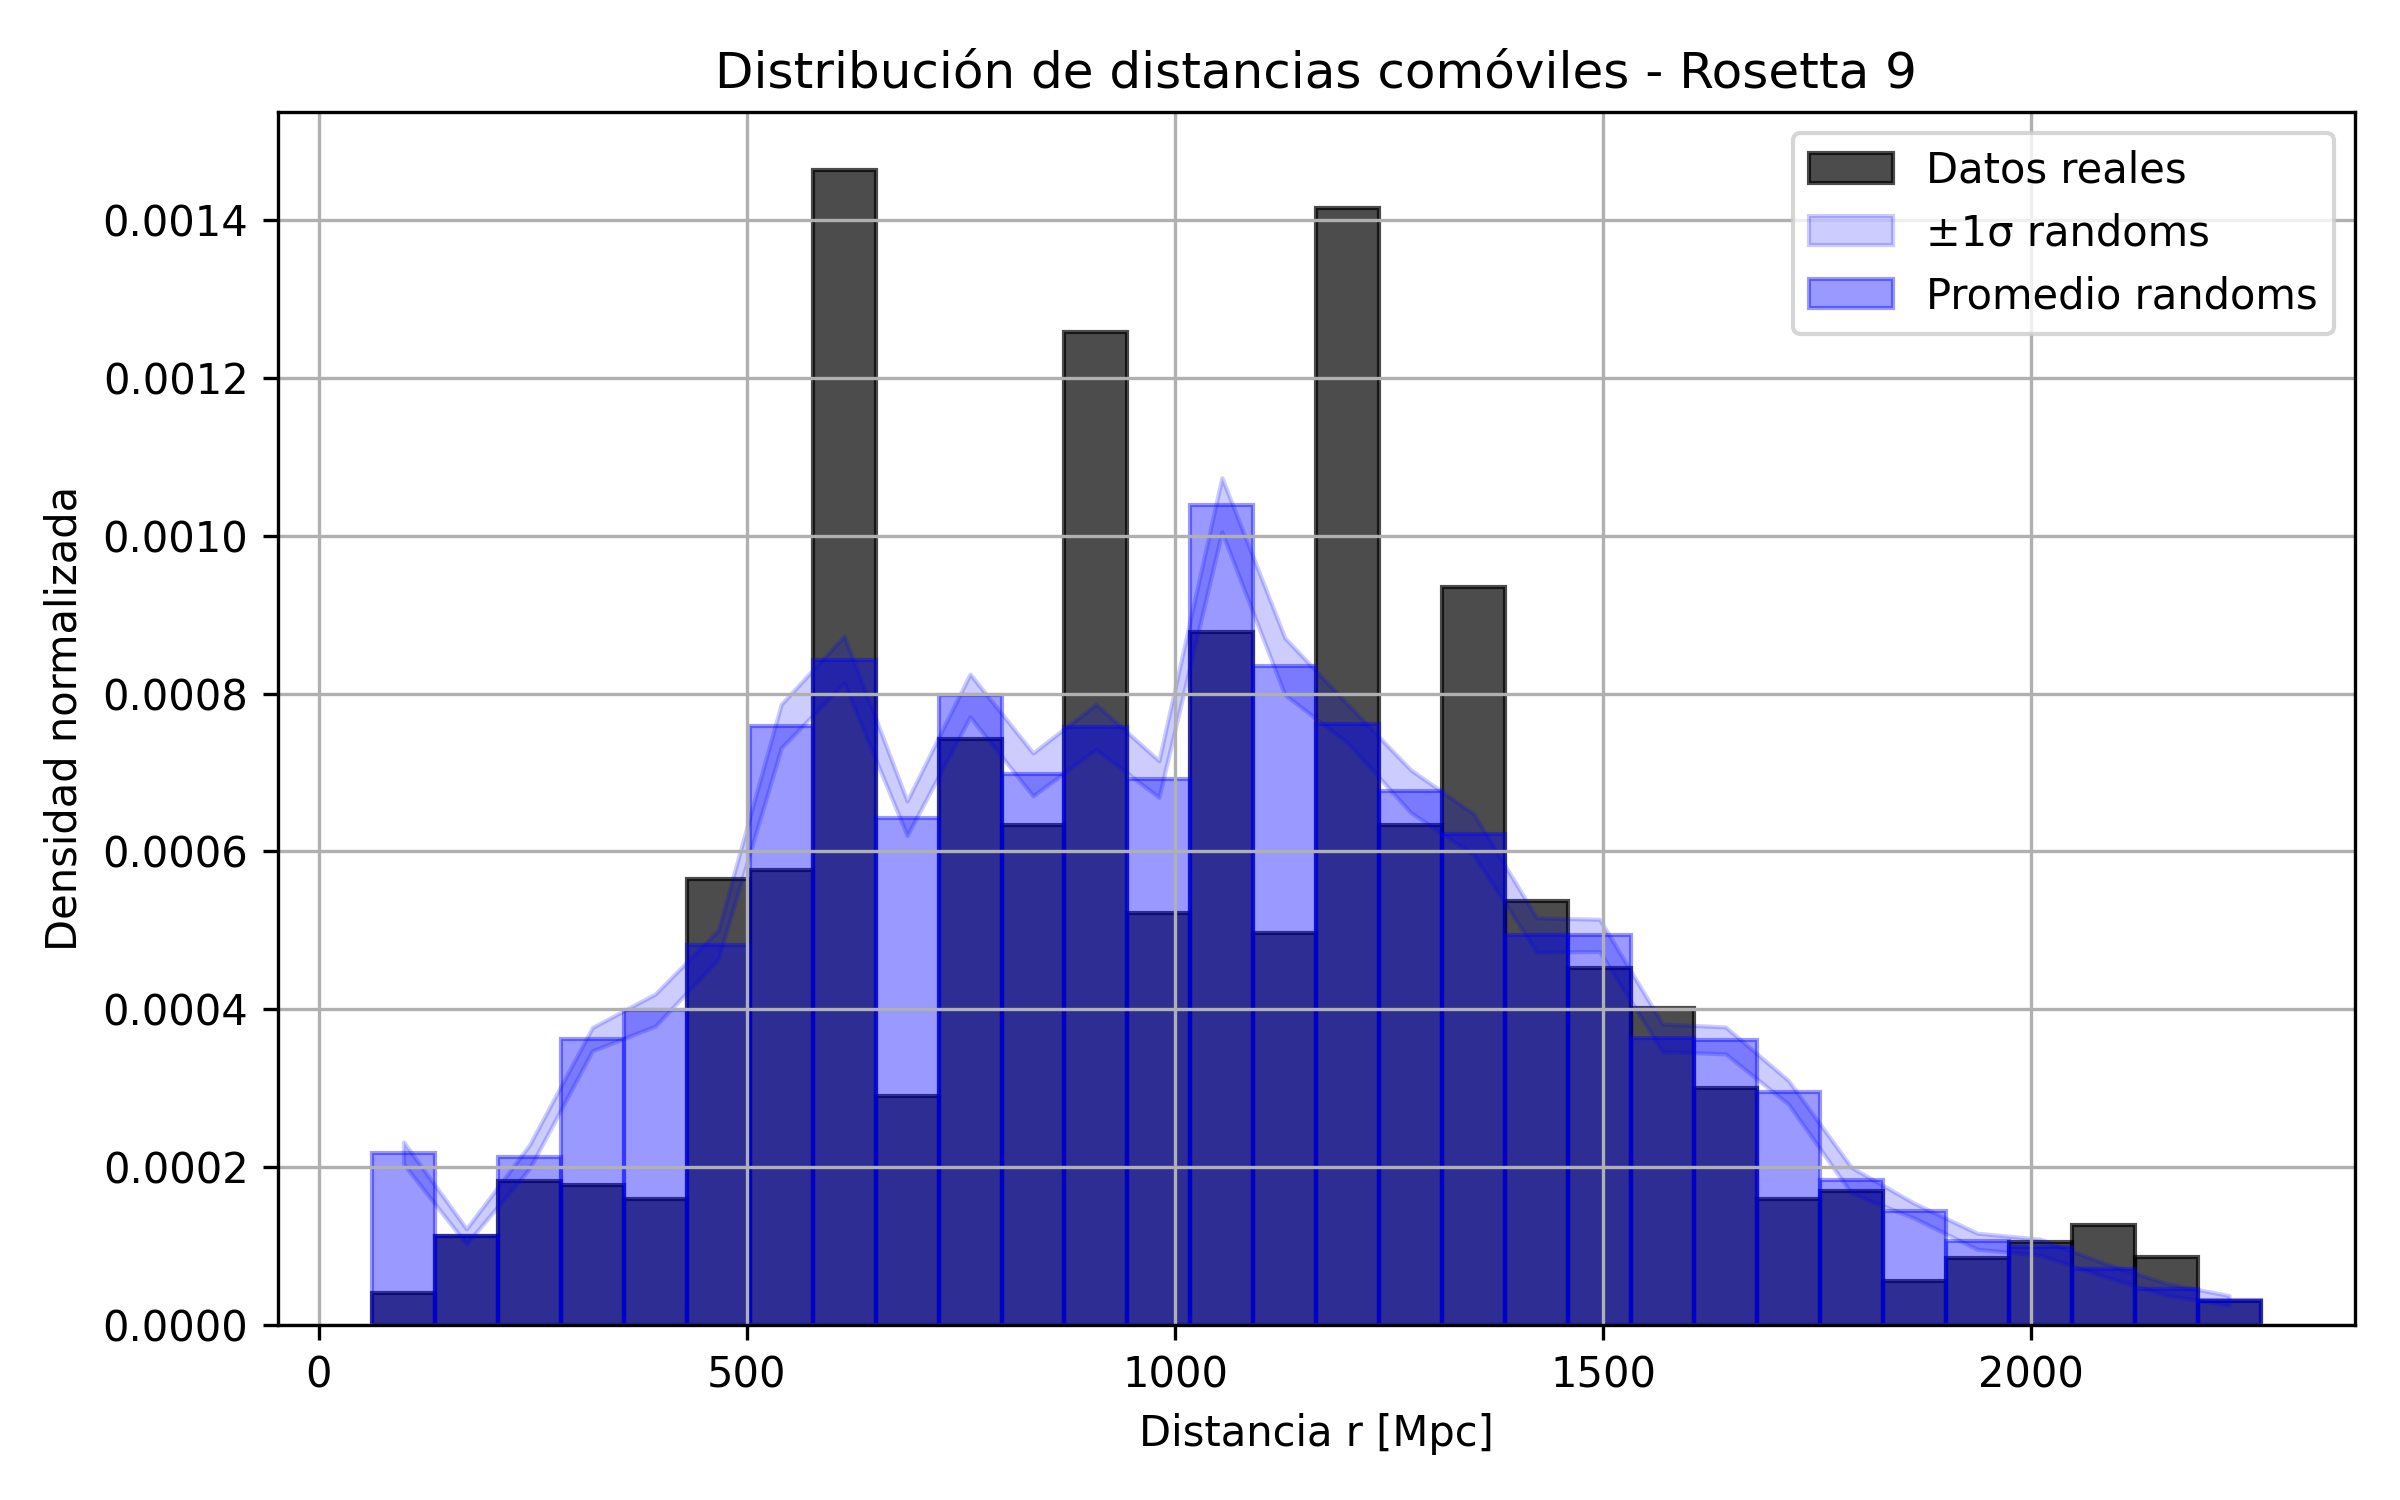 Distribución de distancias comóviles - Rosetta 9
Datos reales
±1σ randoms
Promedio randoms
Densidad normalizada
0.0014
0.0012
0.0010
0.0008
0.0006
0.0004
0.0002
0.0000
0
500
1000
1500
2000
Distancia r [Mpc]